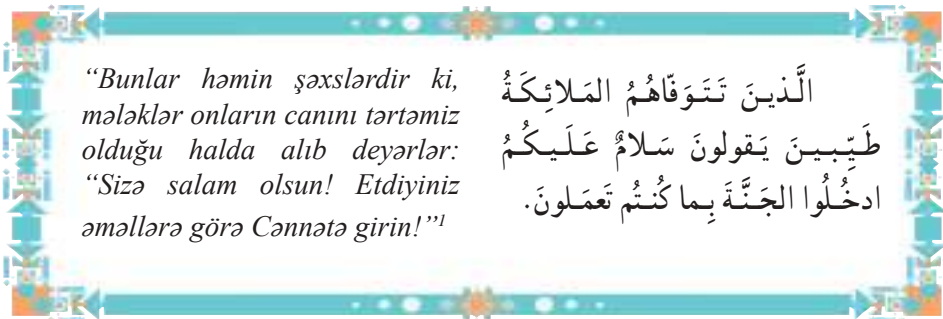 “Bunlar həmin şəxslərdir ki,
mələklər onların canını tərtəmiz
olduğu halda alıb deyərlər:
“Sizə salam olsun! Etdiyiniz
əməllərə görə Cənnətə girin!”1
الَّذينَ تَتَوَفّاهُمُ المَلائِكَةُ
طَيِّبينَ يَقولونَ سَلامٌ عَلَيكُمُ
ادخُلُوا الجَنَّةَ بِما كُنتُم تَعمَلونَ.